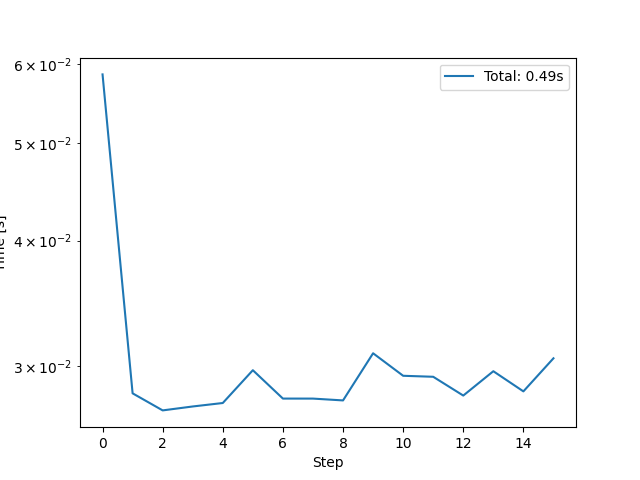 6 × 10⁻²
5 × 10⁻²
4 × 10⁻²
3 × 10⁻²
[s]
Total: 0.49s
0 2 4 6 8 10 12 14
Step